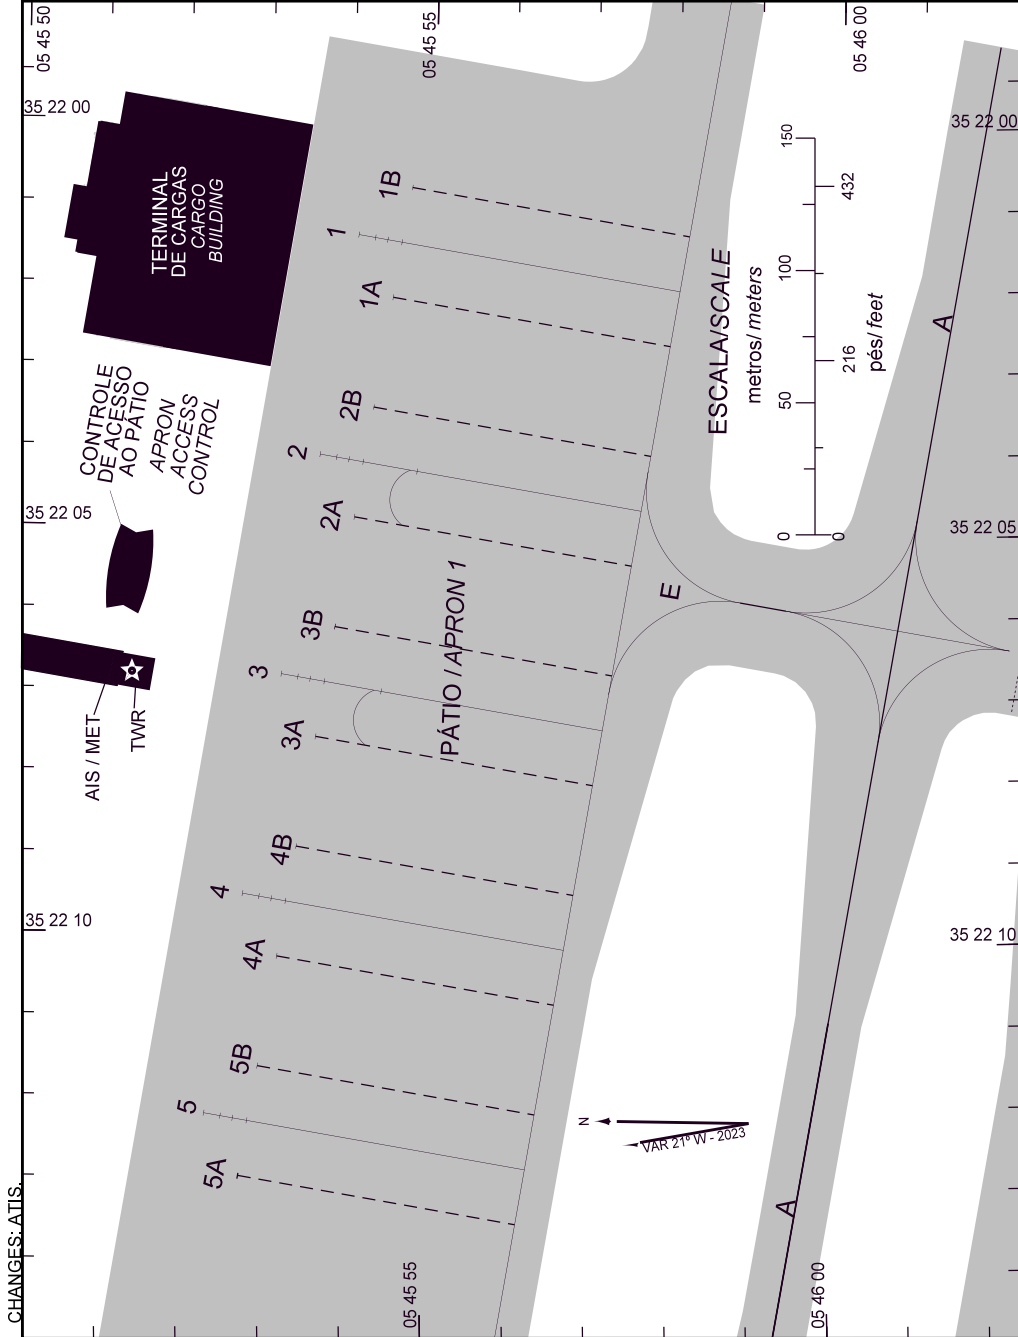 05 45 50
05 45 55
05 46 00
35 22 00
35 22 00
TERMINAL
DE CARGAS
CARGO
BUILDING
1B
1
1A
2B
2
2A
3B
3
3A
4B
4
4A
5B
5
5A
ESCALA/SCALE
metros/ meters
0
50
100
150
0
216
432
pés/ feet
A
CONTROLE
DE ACESSO
AO PÁTIO
APRON
ACCESS
CONTROL
35 22 05
35 22 05
E
PÁTIO / APRON 1
AIS / MET
TWR
35 22 10
35 22 10
N
VAR 21° W - 2023
A
05 45 55
05 46 00
CHANGES: ATIS.